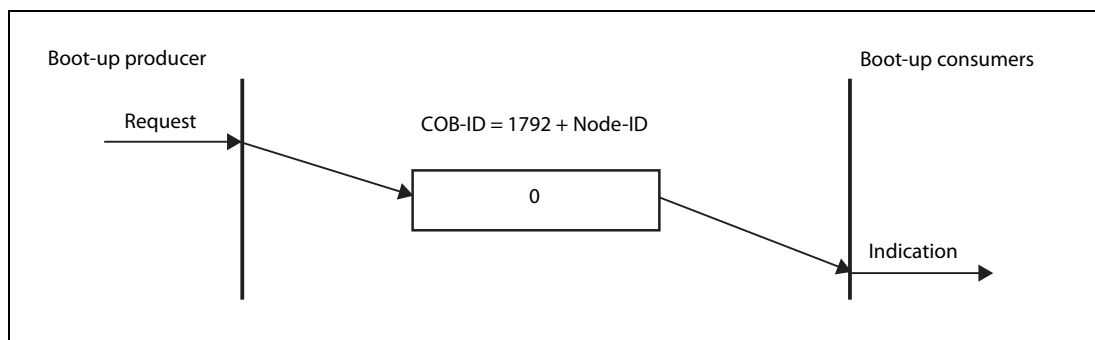 Boot-up producer
Boot-up consumers
Request
COB-ID = 1792 + Node-ID
0
Indication